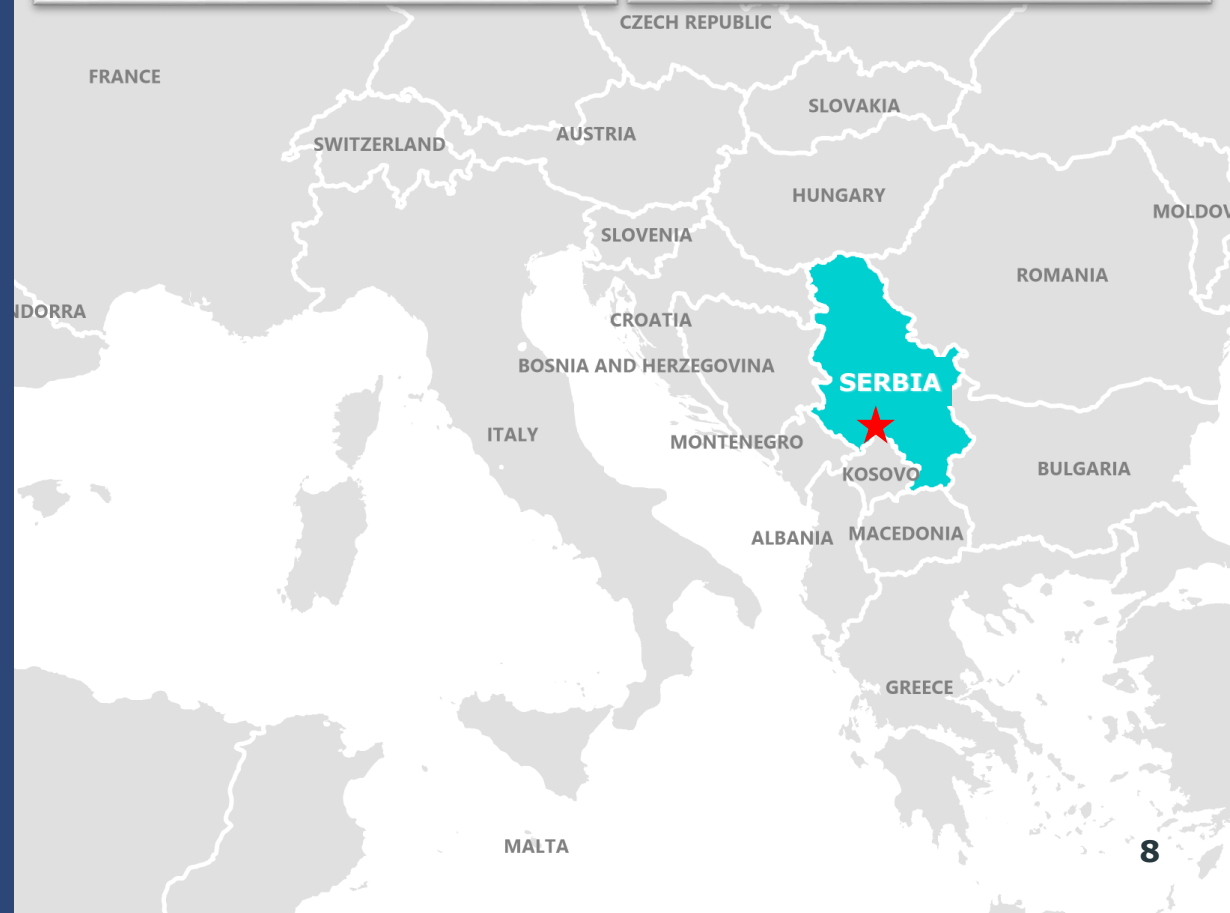 CZECH REPUBLIC
FRANCE
SLOVAKIA
AUSTRIA
SWITZERLAND
HUNGARY
MOLDOV
SLOVENIA
ROMANIA
NDORRA
CROATIA
BOSNIA AND HERZEGOVINA
SERBIA
ITALY
MONTENEGRO
BULGARIA
KOSOVO
ALBANIA
MACEDONIA
GREECE
MALTA
8